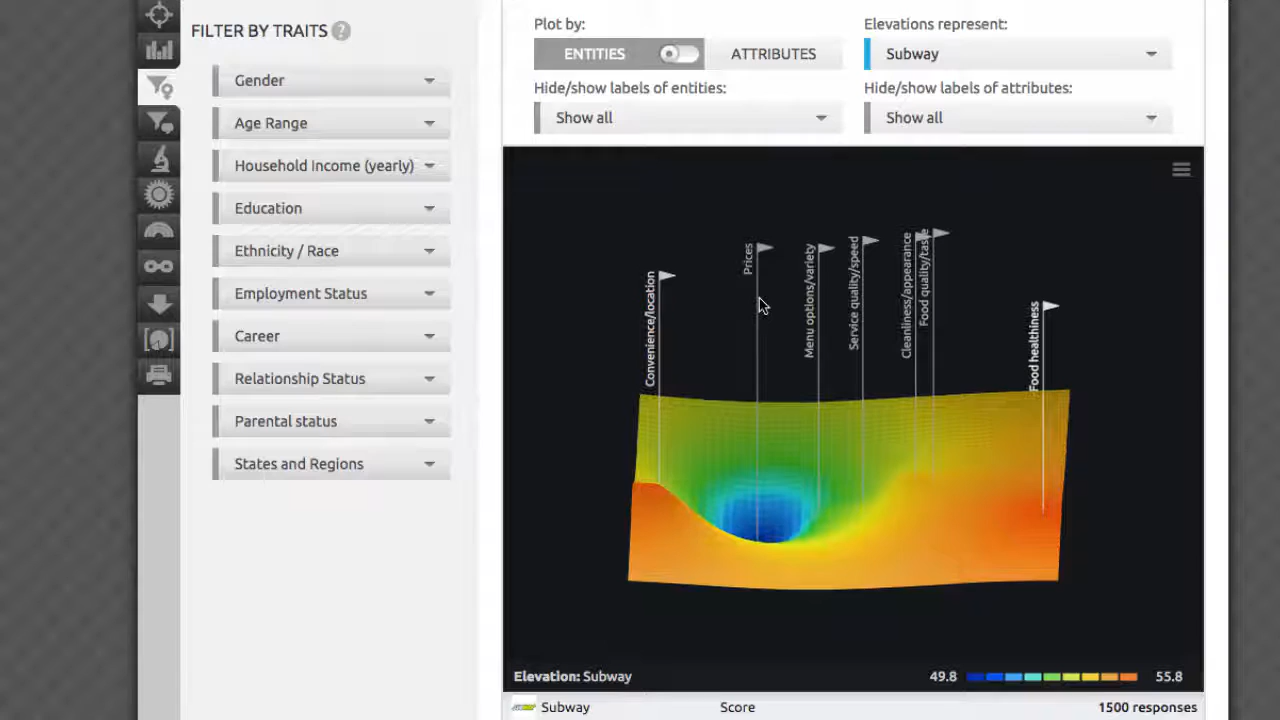 FILTER BY TRAITS ?
Gender
Age Range
Household Income (yearly)
Education
Ethnicity / Race
Employment Status
Career
Relationship Status
Parental status
States and Regions
Plot by:
ENTITIES
ATTRIBUTES
Elevations represent:
Subway
Hide/show labels of entities:
Show all
Hide/show labels of attributes:
Show all
Convenience/location
Prices
Menu options/variety
Service quality/speed
Cleanliness/appearance
Food quality/taste
Food healthiness
Elevation: Subway
49.8
55.8
Subway
Score
1500 responses